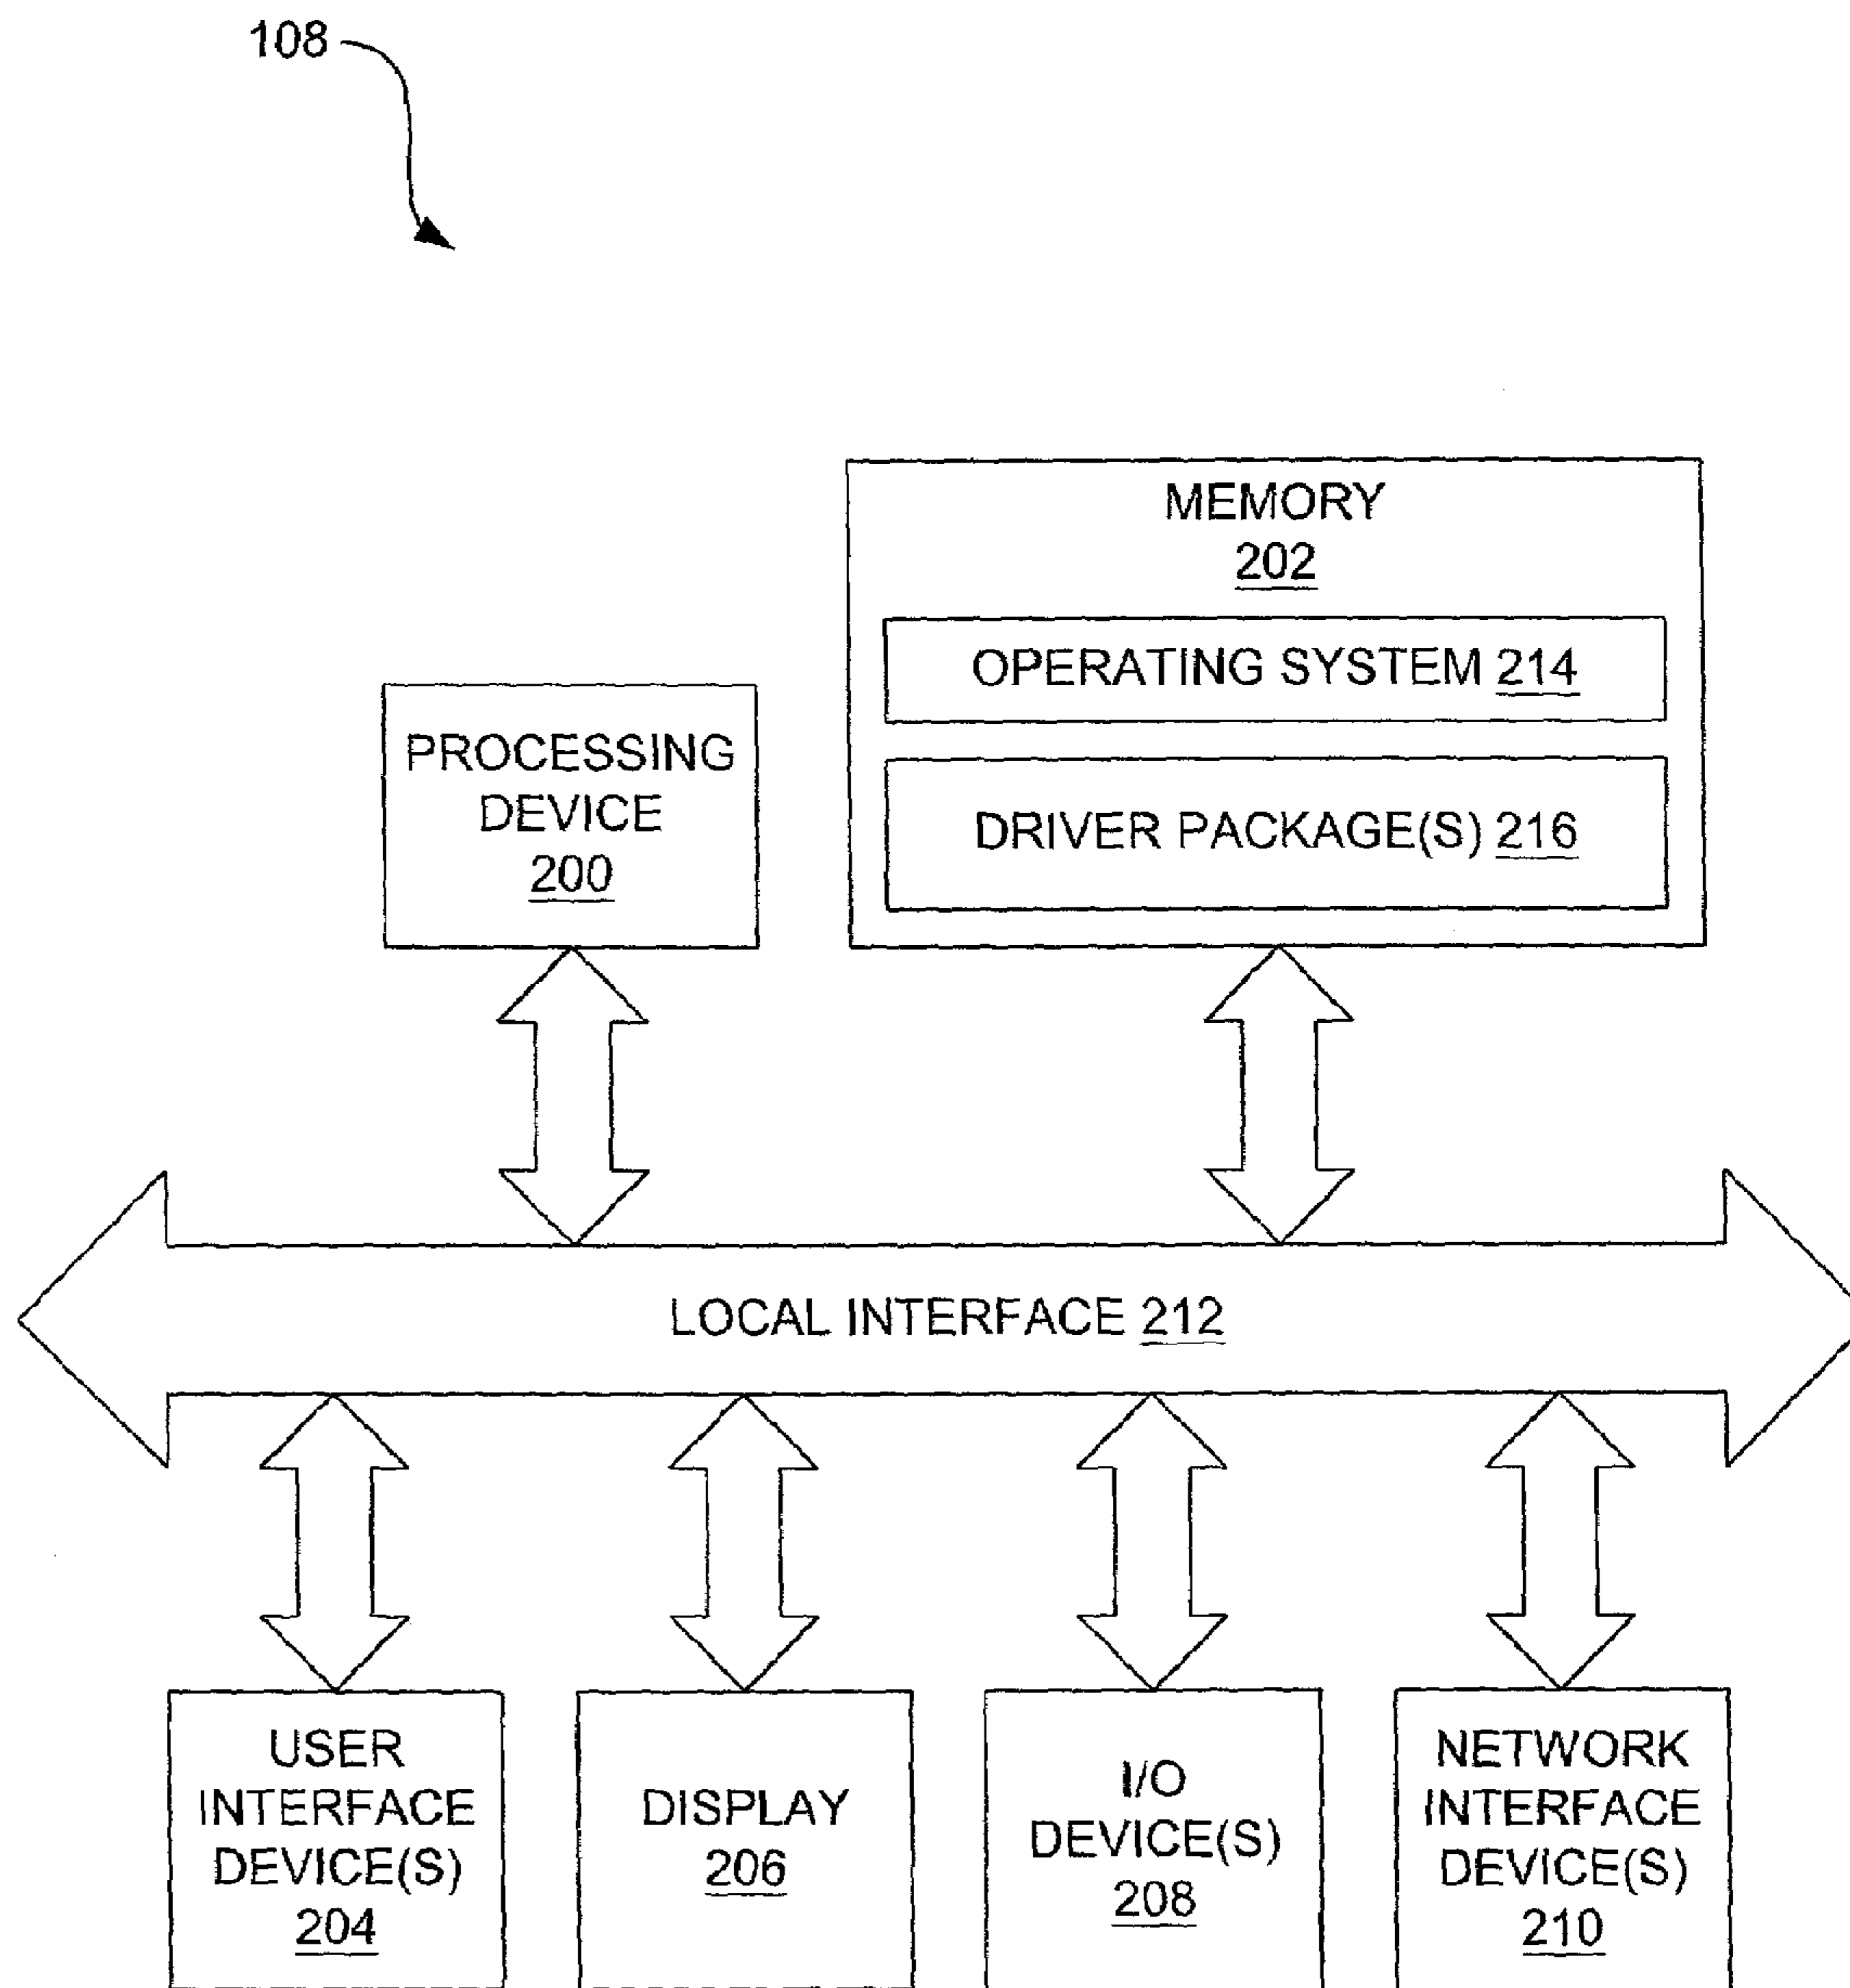 108
MEMORY
202
OPERATING SYSTEM 214
PROCESSING
DEVICE
200
DRIVER PACKAGE(S) 216
LOCAL INTERFACE 212
USER
INTERFACE
DEVICE(S)
204
DISPLAY
206
I/O
DEVICE(S)
208
NETWORK
INTERFACE
DEVICE(S)
210